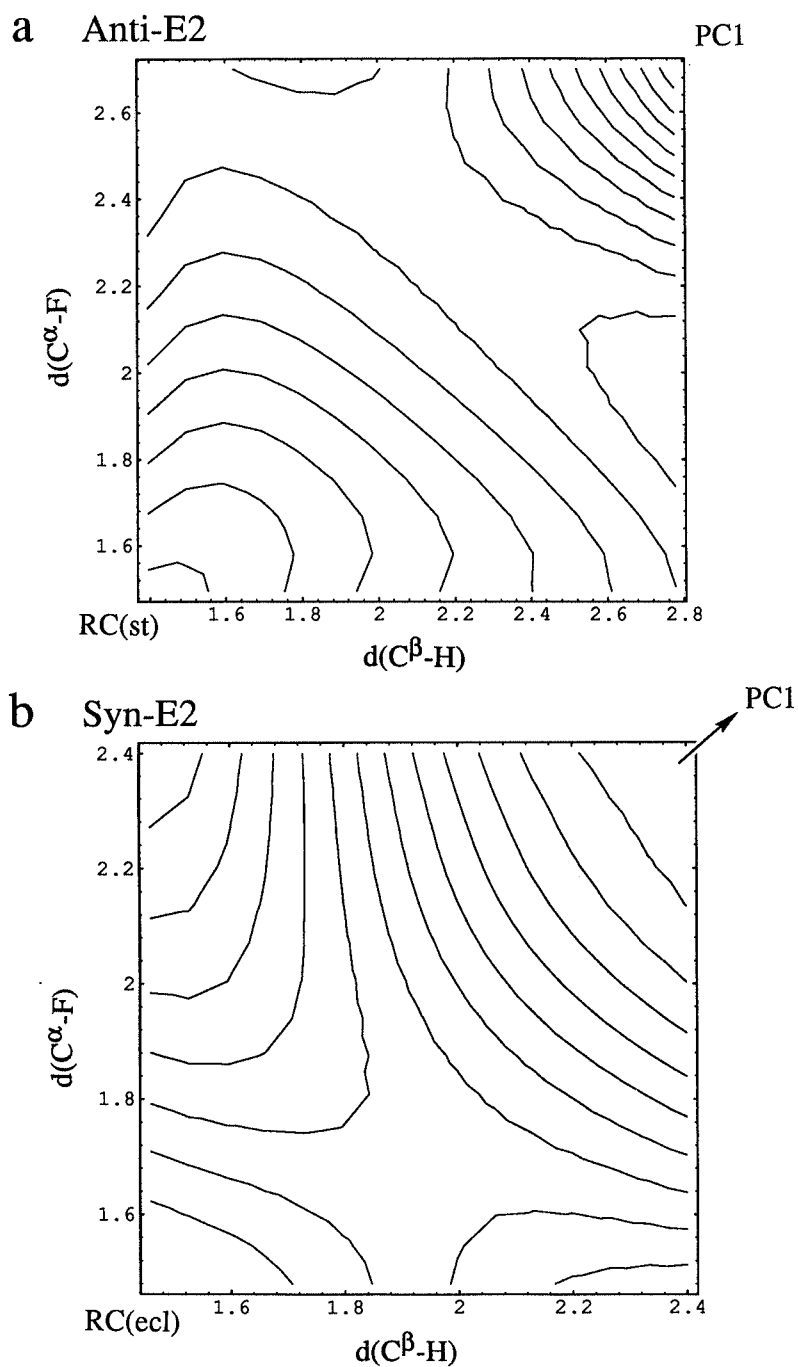 a Anti-E2
PC1
2.6
2.4
2.2
2
1.8
1.6
d(Cα-F)
RC(st)
1.6 1.8 2 2.2 2.4 2.6 2.8
d(Cβ-H)
b Syn-E2
PC1
2.4
2.2
2
1.8
1.6
d(Cα-F)
RC(ecl)
1.6 1.8 2 2.2 2.4
d(Cβ-H)